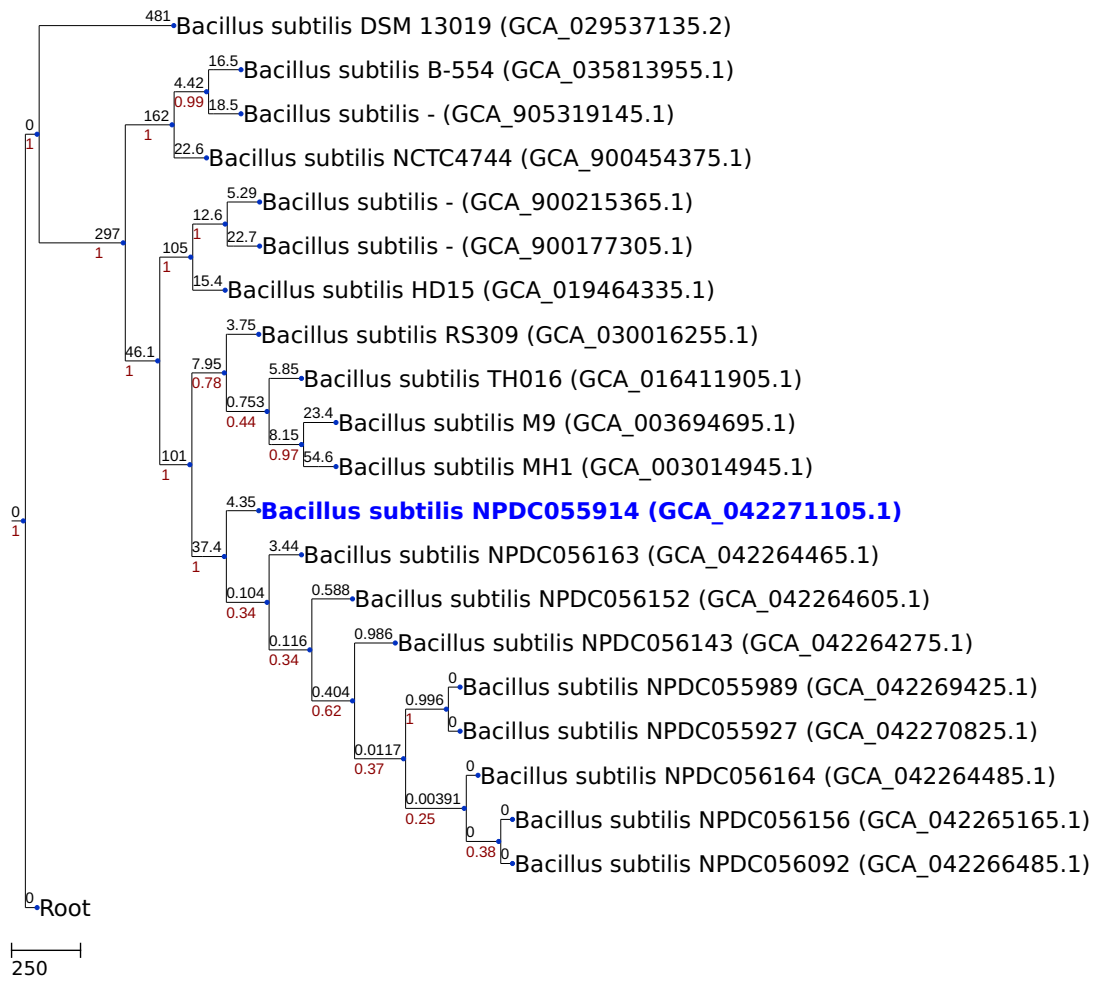 481 Bacillus subtilis DSM 13019 (GCA_029537135.2)
16.5 Bacillus subtilis B-554 (GCA_035813955.1)
4.42
0.99
18.5 Bacillus subtilis - (GCA_905319145.1)
162
0
1
1
22.6 Bacillus subtilis NCTC4744 (GCA_900454375.1)
5.29 Bacillus subtilis - (GCA_900215365.1)
12.6
1
297
1
22.7 Bacillus subtilis - (GCA_900177305.1)
105
1
15.4 Bacillus subtilis HD15 (GCA_019464335.1)
3.75 Bacillus subtilis RS309 (GCA_030016255.1)
46.1
1
7.95
0.78
5.85 Bacillus subtilis TH016 (GCA_016411905.1)
0.753
0.44
23.4 Bacillus subtilis M9 (GCA_003694695.1)
8.15
0.97
101
1
54.6 Bacillus subtilis MH1 (GCA_003014945.1)
4.35 Bacillus subtilis NPDC055914 (GCA_042271105.1)
0
1
37.4
1
3.44 Bacillus subtilis NPDC056163 (GCA_042264465.1)
0.104
0.34
0.588 Bacillus subtilis NPDC056152 (GCA_042264605.1)
0.116
0.34
0.986 Bacillus subtilis NPDC056143 (GCA_042264275.1)
0.404
0.62
0 Bacillus subtilis NPDC055989 (GCA_042269425.1)
0.996
1
0 Bacillus subtilis NPDC055927 (GCA_042270825.1)
0.0117
0.37
0 Bacillus subtilis NPDC056164 (GCA_042264485.1)
0.00391
0.25
0 Bacillus subtilis NPDC056156 (GCA_042265165.1)
0
0.38
0 Bacillus subtilis NPDC056092 (GCA_042266485.1)
0 Root
250